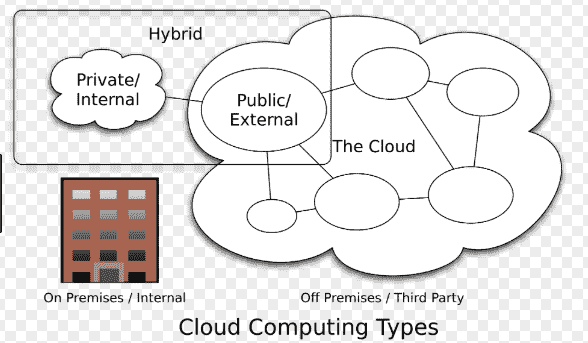 Hybrid
Private/
Internal
Public/
External
The Cloud
On Premises / Internal
Off Premises / Third Party
Cloud Computing Types